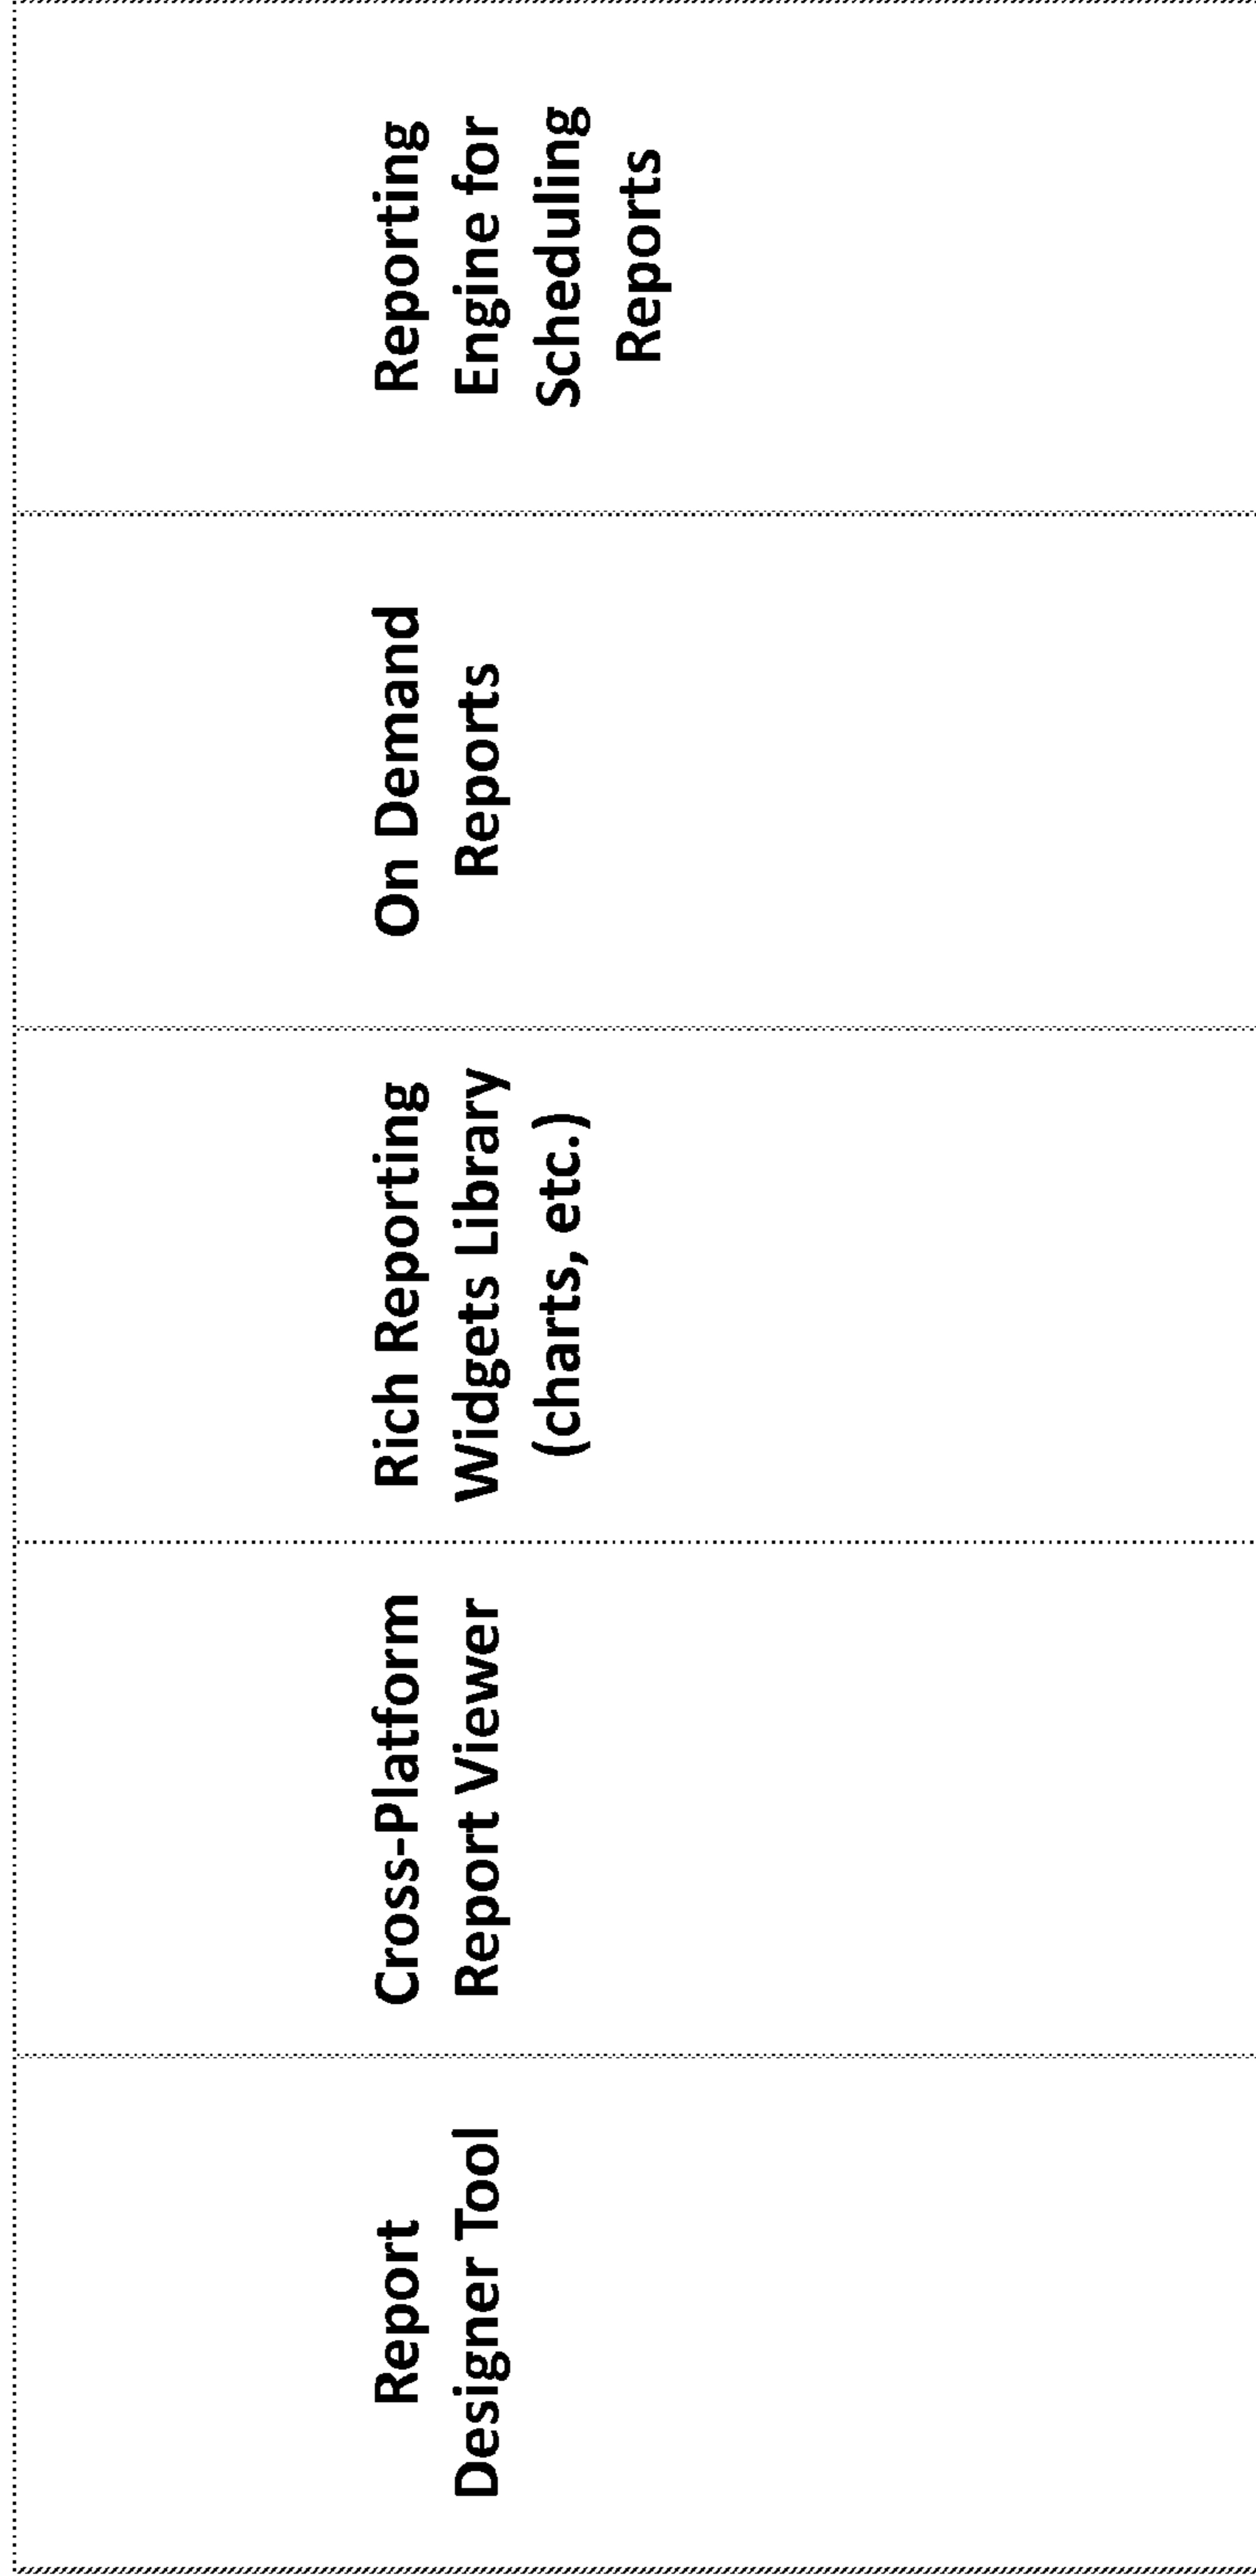 Report
Designer Tool
Cross-Platform
Report Viewer
Rich Reporting
Widgets Library
(charts, etc.)
On Demand
Reports
Reporting
Engine for
Scheduling
Reports